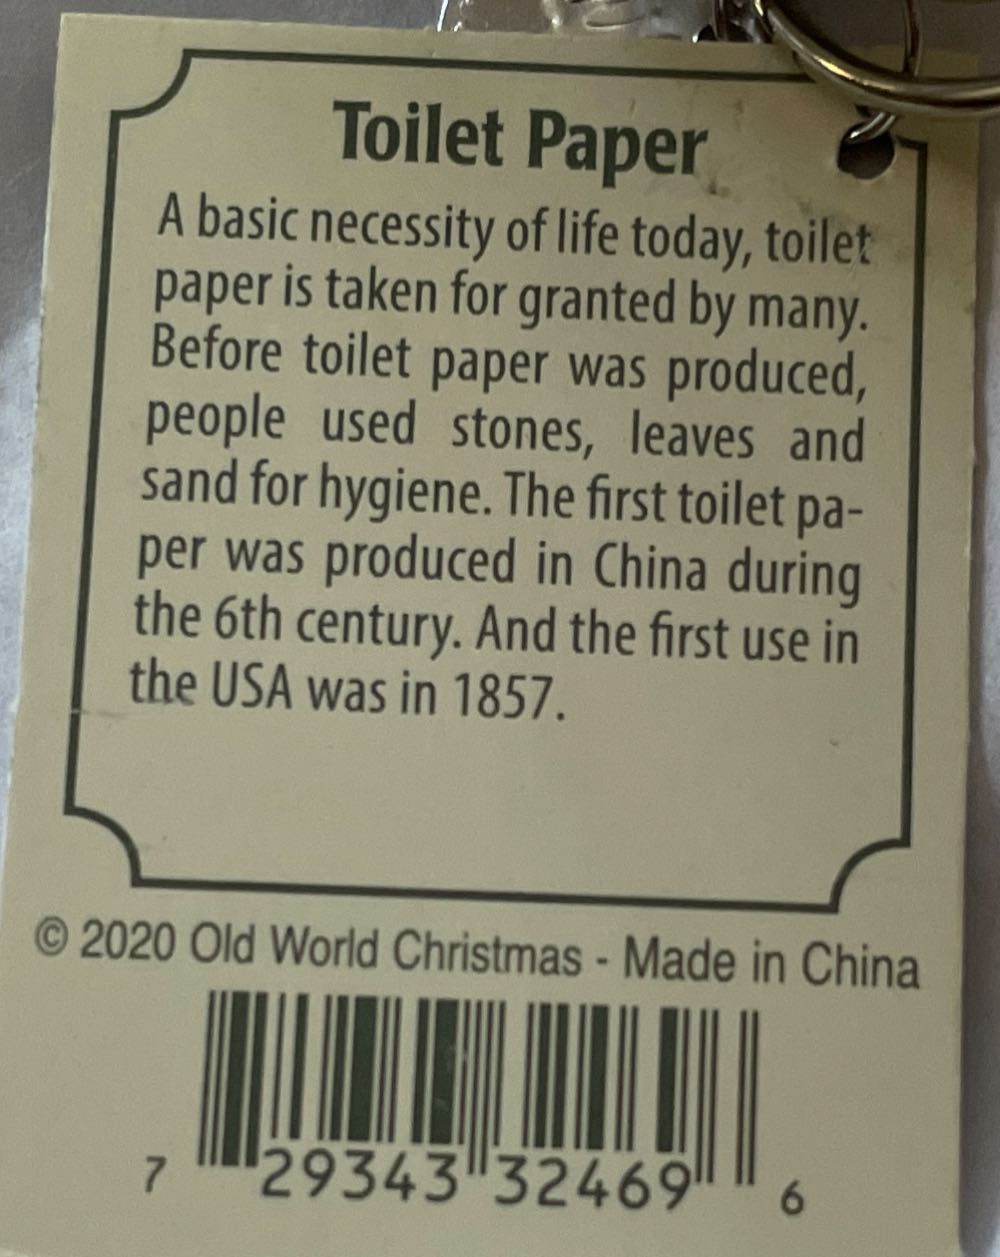 Toilet Paper
A basic necessity of life today, toilet
paper is taken for granted by many.
Before toilet paper was produced,
people used stones, leaves and
sand for hygiene. The first toilet pa-
per was produced in China during
the 6th century. And the first use in
the USA was in 1857.
© 2020 Old World Christmas - Made in China
7 29343 32469 6